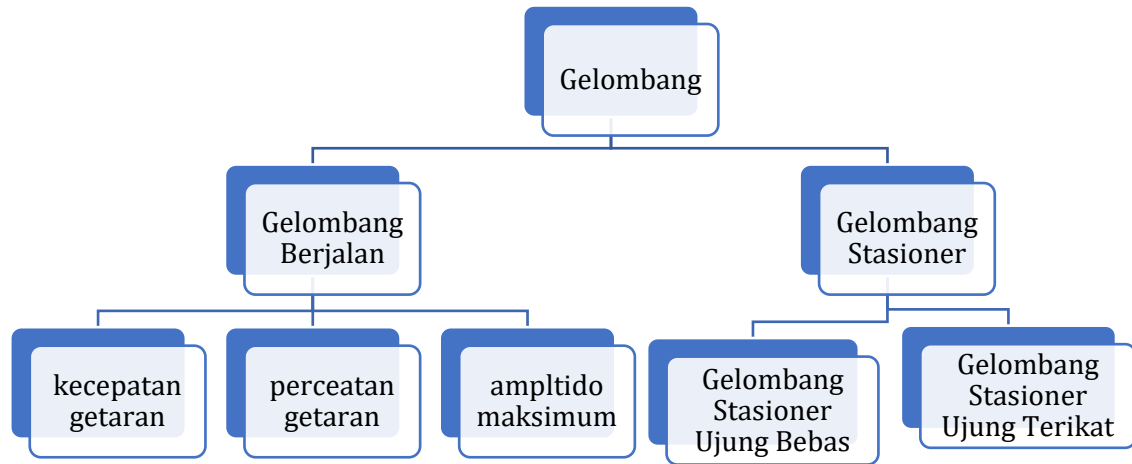 Gelombang
Gelombang
Berjalan
Gelombang
Stasioner
kecepatan
getaran
perceatan
getaran
ampltido
maksimum
Gelombang
Stasioner
Ujung Bebas
Gelombang
Stasioner
Ujung Terikat